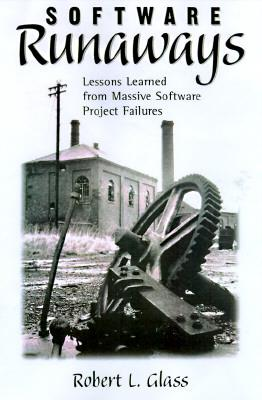 SOFTWARE
Runaways
Lessons Learned
from Massive Software
Project Failures
Robert L. Glass